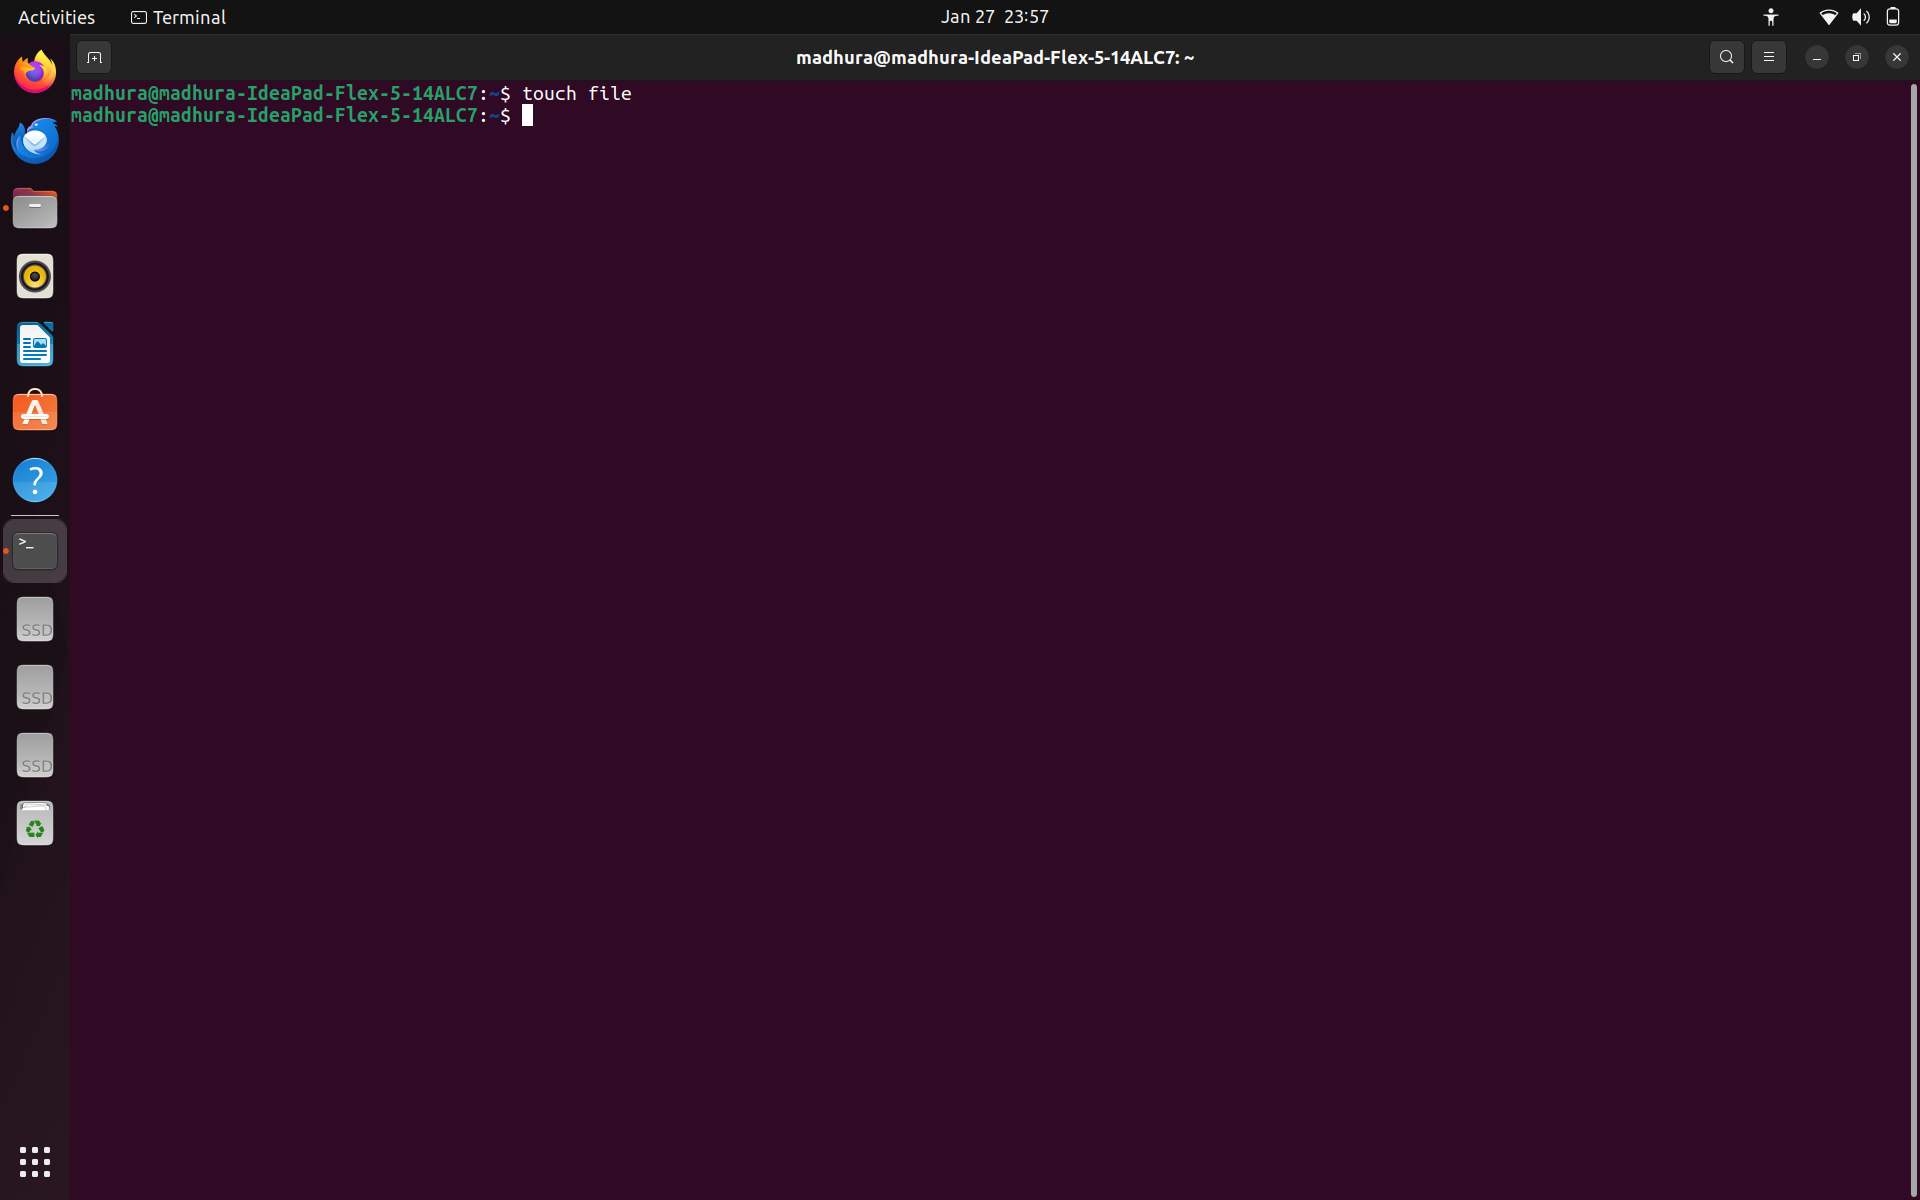 Activities Terminal Jan 27 23:57
madhura@madhura-IdeaPad-Flex-5-14ALC7: ~
madhura@madhura-IdeaPad-Flex-5-14ALC7:~$ touch file
madhura@madhura-IdeaPad-Flex-5-14ALC7:~$
?
>_
SSD
SSD
SSD